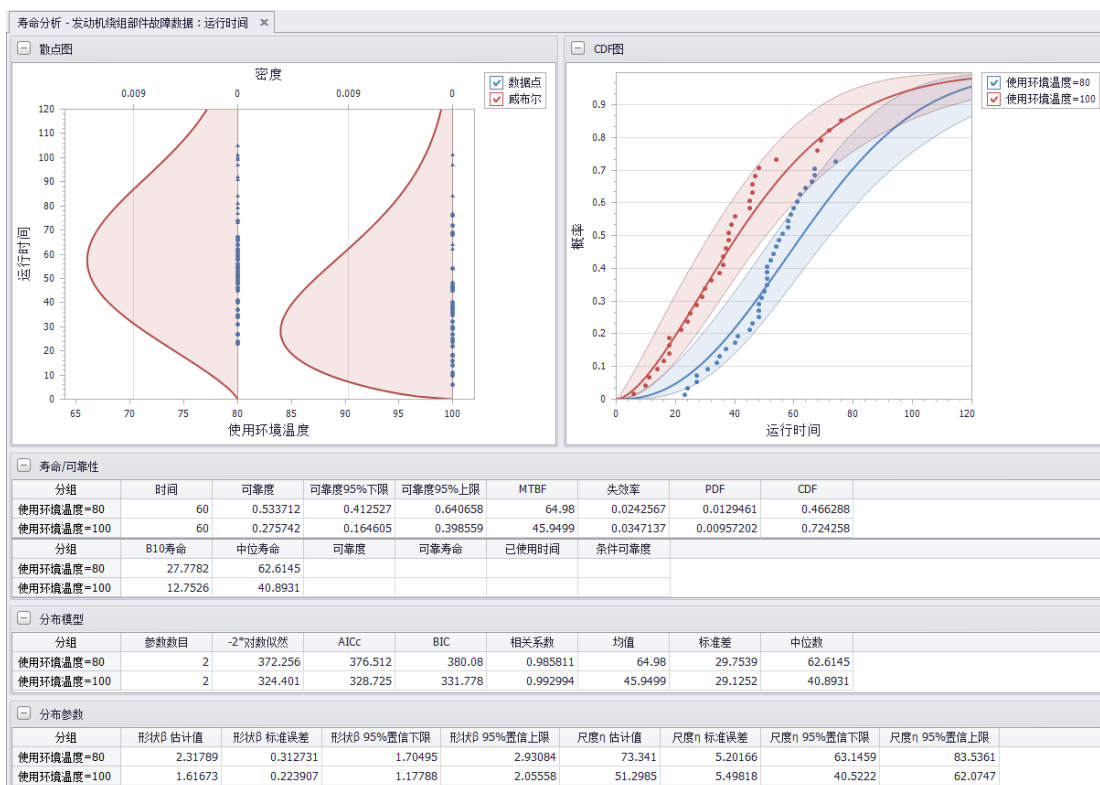 寿命分析 - 发动机绕组部件故障数据：运行时间 ×
散点图
密度
0.009 0 0.009 0
数据点
威布尔
120
110
100
90
80
70
60
50
40
30
20
10
0
运行时间
65 70 75 80 85 90 95 100
使用环境温度
CDF图
使用环境温度=80
使用环境温度=100
0.9
0.8
0.7
0.6
0.5
0.4
0.3
0.2
0.1
0
概率
0 20 40 60 80 100 120
运行时间
寿命/可靠性
分组 时间 可靠度 可靠度95%下限 可靠度95%上限 MTBF 失效率 PDF CDF
使用环境温度=80 60 0.533712 0.412527 0.640658 64.98 0.0242567 0.0129461 0.466288
使用环境温度=100 60 0.275742 0.164605 0.398559 45.9499 0.0347137 0.00957202 0.724258
分组 B10寿命 中位寿命 可靠度 可靠寿命 已使用时间 条件可靠度
使用环境温度=80 27.7782 62.6145
使用环境温度=100 12.7526 40.8931
分布模型
分组 参数数目 -2*对数似然 AICc BIC 相关系数 均值 标准差 中位数
使用环境温度=80 2 372.256 376.512 380.08 0.985811 64.98 29.7539 62.6145
使用环境温度=100 2 324.401 328.725 331.778 0.992994 45.9499 29.1252 40.8931
分布参数
分组 形状β 估计值 形状β 标准误差 形状β 95%置信下限 形状β 95%置信上限 尺度η 估计值 尺度η 标准误差 尺度η 95%置信下限 尺度η 95%置信上限
使用环境温度=80 2.31789 0.312731 1.70495 2.93084 73.341 5.20166 63.1459 83.5361
使用环境温度=100 1.61673 0.223907 1.17788 2.05558 51.2985 5.49818 40.5222 62.0747